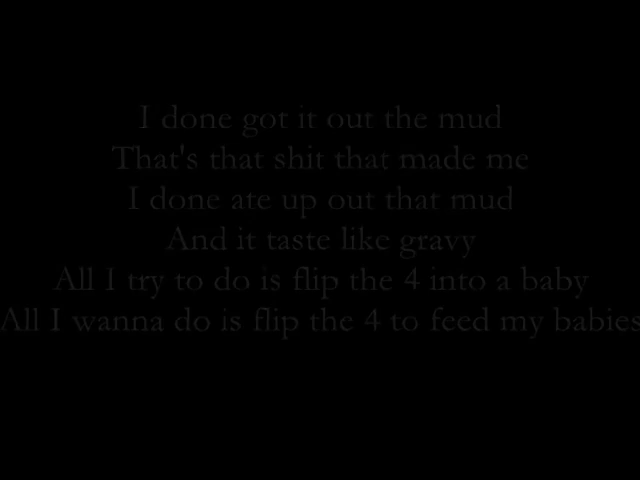 I done got it out the mud
That's that shit that made me
I done ate up out that mud
And it taste like gravy
All I try to do is flip the 4 into a baby
All I wanna do is flip the 4 to feed my babies